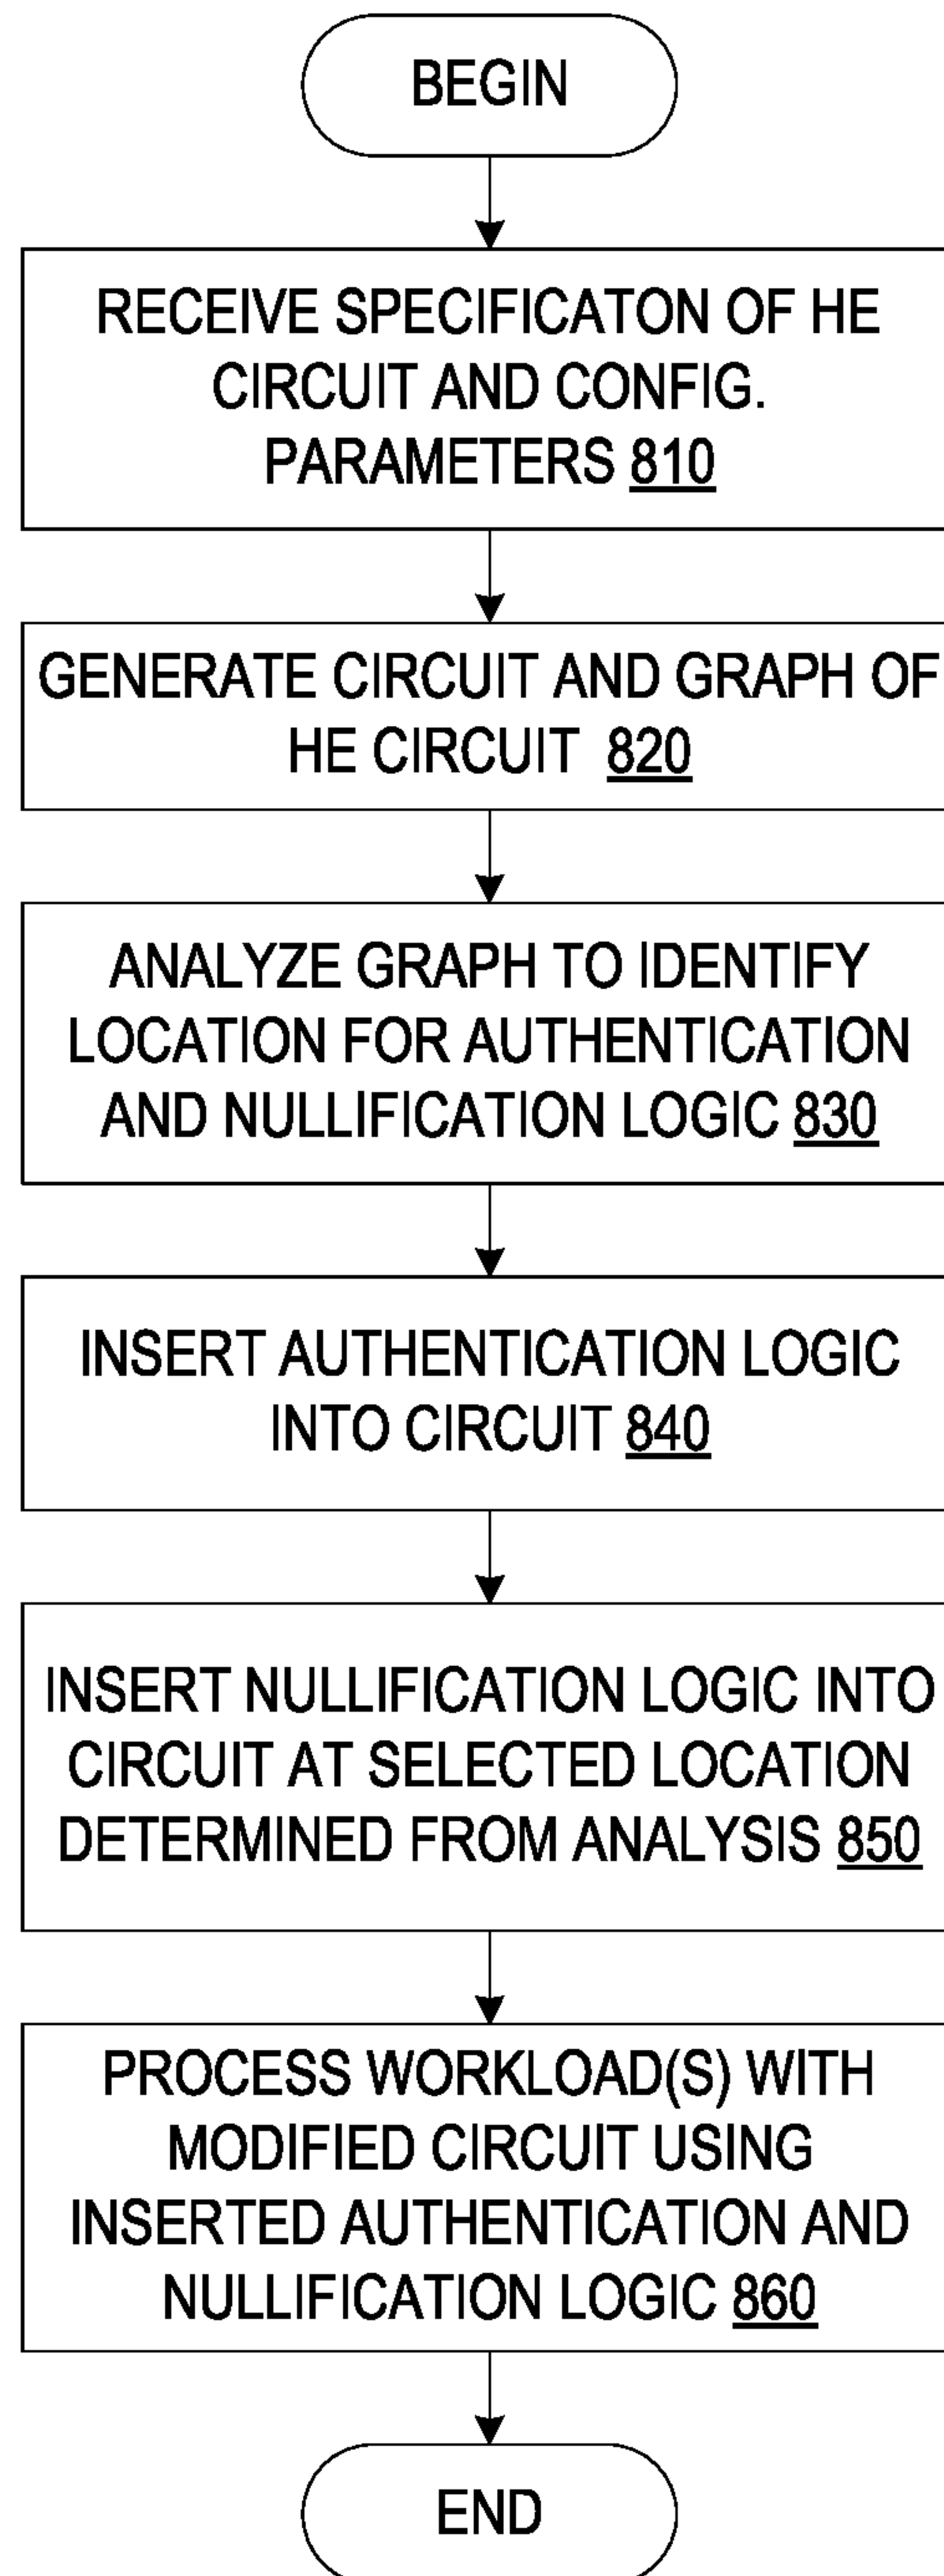 BEGIN
RECEIVE SPECIFICATON OF HE
CIRCUIT AND CONFIG.
PARAMETERS 810
GENERATE CIRCUIT AND GRAPH OF
HE CIRCUIT 820
ANALYZE GRAPH TO IDENTIFY
LOCATION FOR AUTHENTICATION
AND NULLIFICATION LOGIC 830
INSERT AUTHENTICATION LOGIC
INTO CIRCUIT 840
INSERT NULLIFICATION LOGIC INTO
CIRCUIT AT SELECTED LOCATION
DETERMINED FROM ANALYSIS 850
PROCESS WORKLOAD(S) WITH
MODIFIED CIRCUIT USING
INSERTED AUTHENTICATION AND
NULLIFICATION LOGIC 860
END